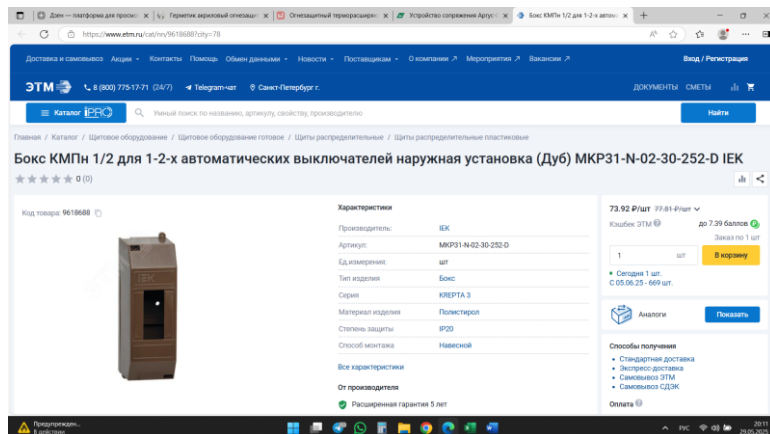 Дзен — платформа для просмо
Герметик акриловый огнезащи
Огнезащитный терморасширя
Устройство сопряжения Артус
Бокс КМПн 1/2 для 1-2-х автома
https://www.etm.ru/cat/nn/9618688?city=78
Доставка и самовывоз Акции Контакты Помощь Обмен данными Новости Поставщикам О компании Мероприятия Вакансии Вход / Регистрация
ЭТМ 8 (800) 775-17-71 (24/7) Telegram-чат Санкт-Петербург г. ДОКУМЕНТЫ СМЕТЫ
Каталог iPRO Умный поиск по названию, артикулу, свойству, производителю Найти
Главная / Каталог / Щитовое оборудование / Щитовое оборудование готовое / Щиты распределительные / Щиты распределительные пластиковые
Бокс КМПн 1/2 для 1-2-х автоматических выключателей наружная установка (Дуб) MKP31-N-02-30-252-D IEK
0 (0)
Код товара: 9618688
IEK
Характеристики
Производитель: IEK
Артикул: MKP31-N-02-30-252-D
Ед.измерения: шт
Тип изделия Бокс
Серия KREPTA 3
Материал изделия Полистирол
Степень защиты IP20
Способ монтажа Навесной
Все характеристики
От производителя
Расширенная гарантия 5 лет
73.92 ₽/шт 77.81 ₽/шт
Кэшбек ЭТМ до 7.39 баллов
Заказ по 1 шт
1 шт В корзину
Сегодня 1 шт.
С 05.06.25 - 669 шт.
Аналоги Показать
Способы получения
Стандартная доставка
Экспресс-доставка
Самовывоз ЭТМ
Самовывоз СДЭК
Оплата
Предупрежден...
В действии
РУС
20:11
29.05.2025